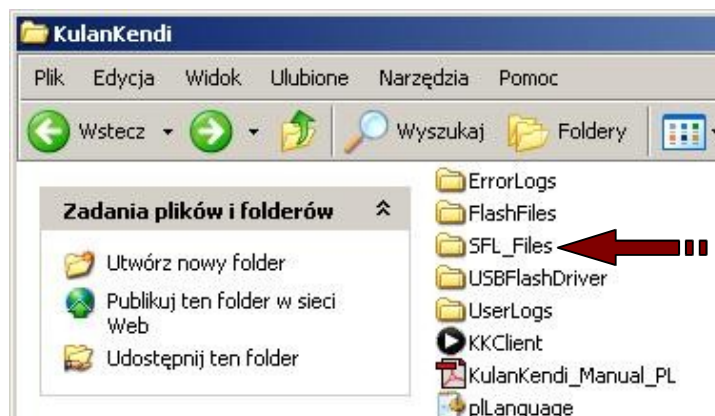 KulanKendi
Plik Edycja Widok Ulubione Narzędzia Pomoc
Wstecz Wyszukaj Foldery
Zadania plików i folderów
Utwórz nowy folder
Publikuj ten folder w sieci
Web
Udostępnij ten folder
ErrorLogs
FlashFiles
SFL_Files
USBFlashDriver
UserLogs
KKClient
KulanKendi_Manual_PL
plLanguage